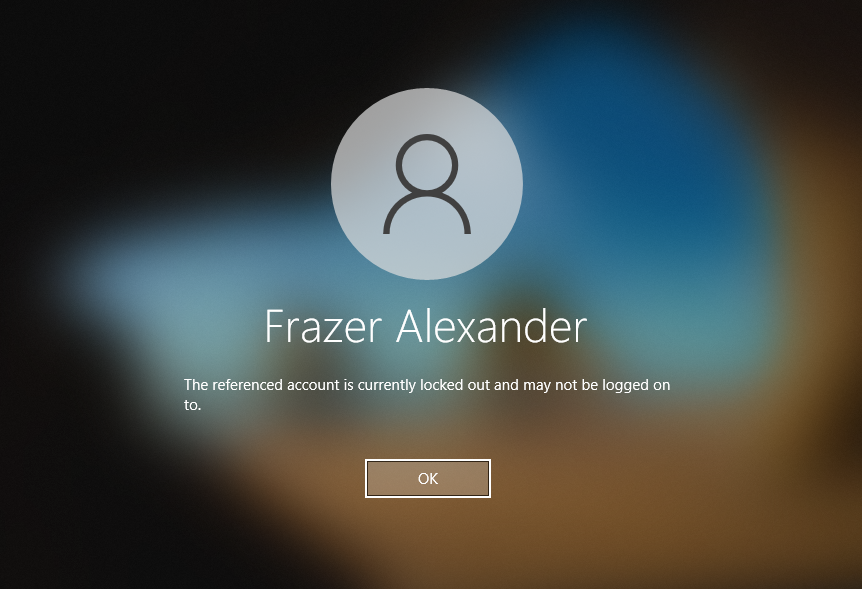 Frazer Alexander
The referenced account is currently locked out and may not be logged on
to.
OK